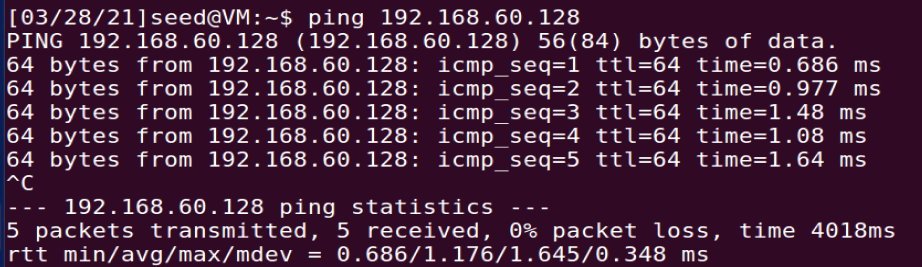 [03/28/21]seed@VM:~$ ping 192.168.60.128
PING 192.168.60.128 (192.168.60.128) 56(84) bytes of data.
64 bytes from 192.168.60.128: icmp_seq=1 ttl=64 time=0.686 ms
64 bytes from 192.168.60.128: icmp_seq=2 ttl=64 time=0.977 ms
64 bytes from 192.168.60.128: icmp_seq=3 ttl=64 time=1.48 ms
64 bytes from 192.168.60.128: icmp_seq=4 ttl=64 time=1.08 ms
64 bytes from 192.168.60.128: icmp_seq=5 ttl=64 time=1.64 ms
^C
--- 192.168.60.128 ping statistics ---
5 packets transmitted, 5 received, 0% packet loss, time 4018ms
rtt min/avg/max/mdev = 0.686/1.176/1.645/0.348 ms